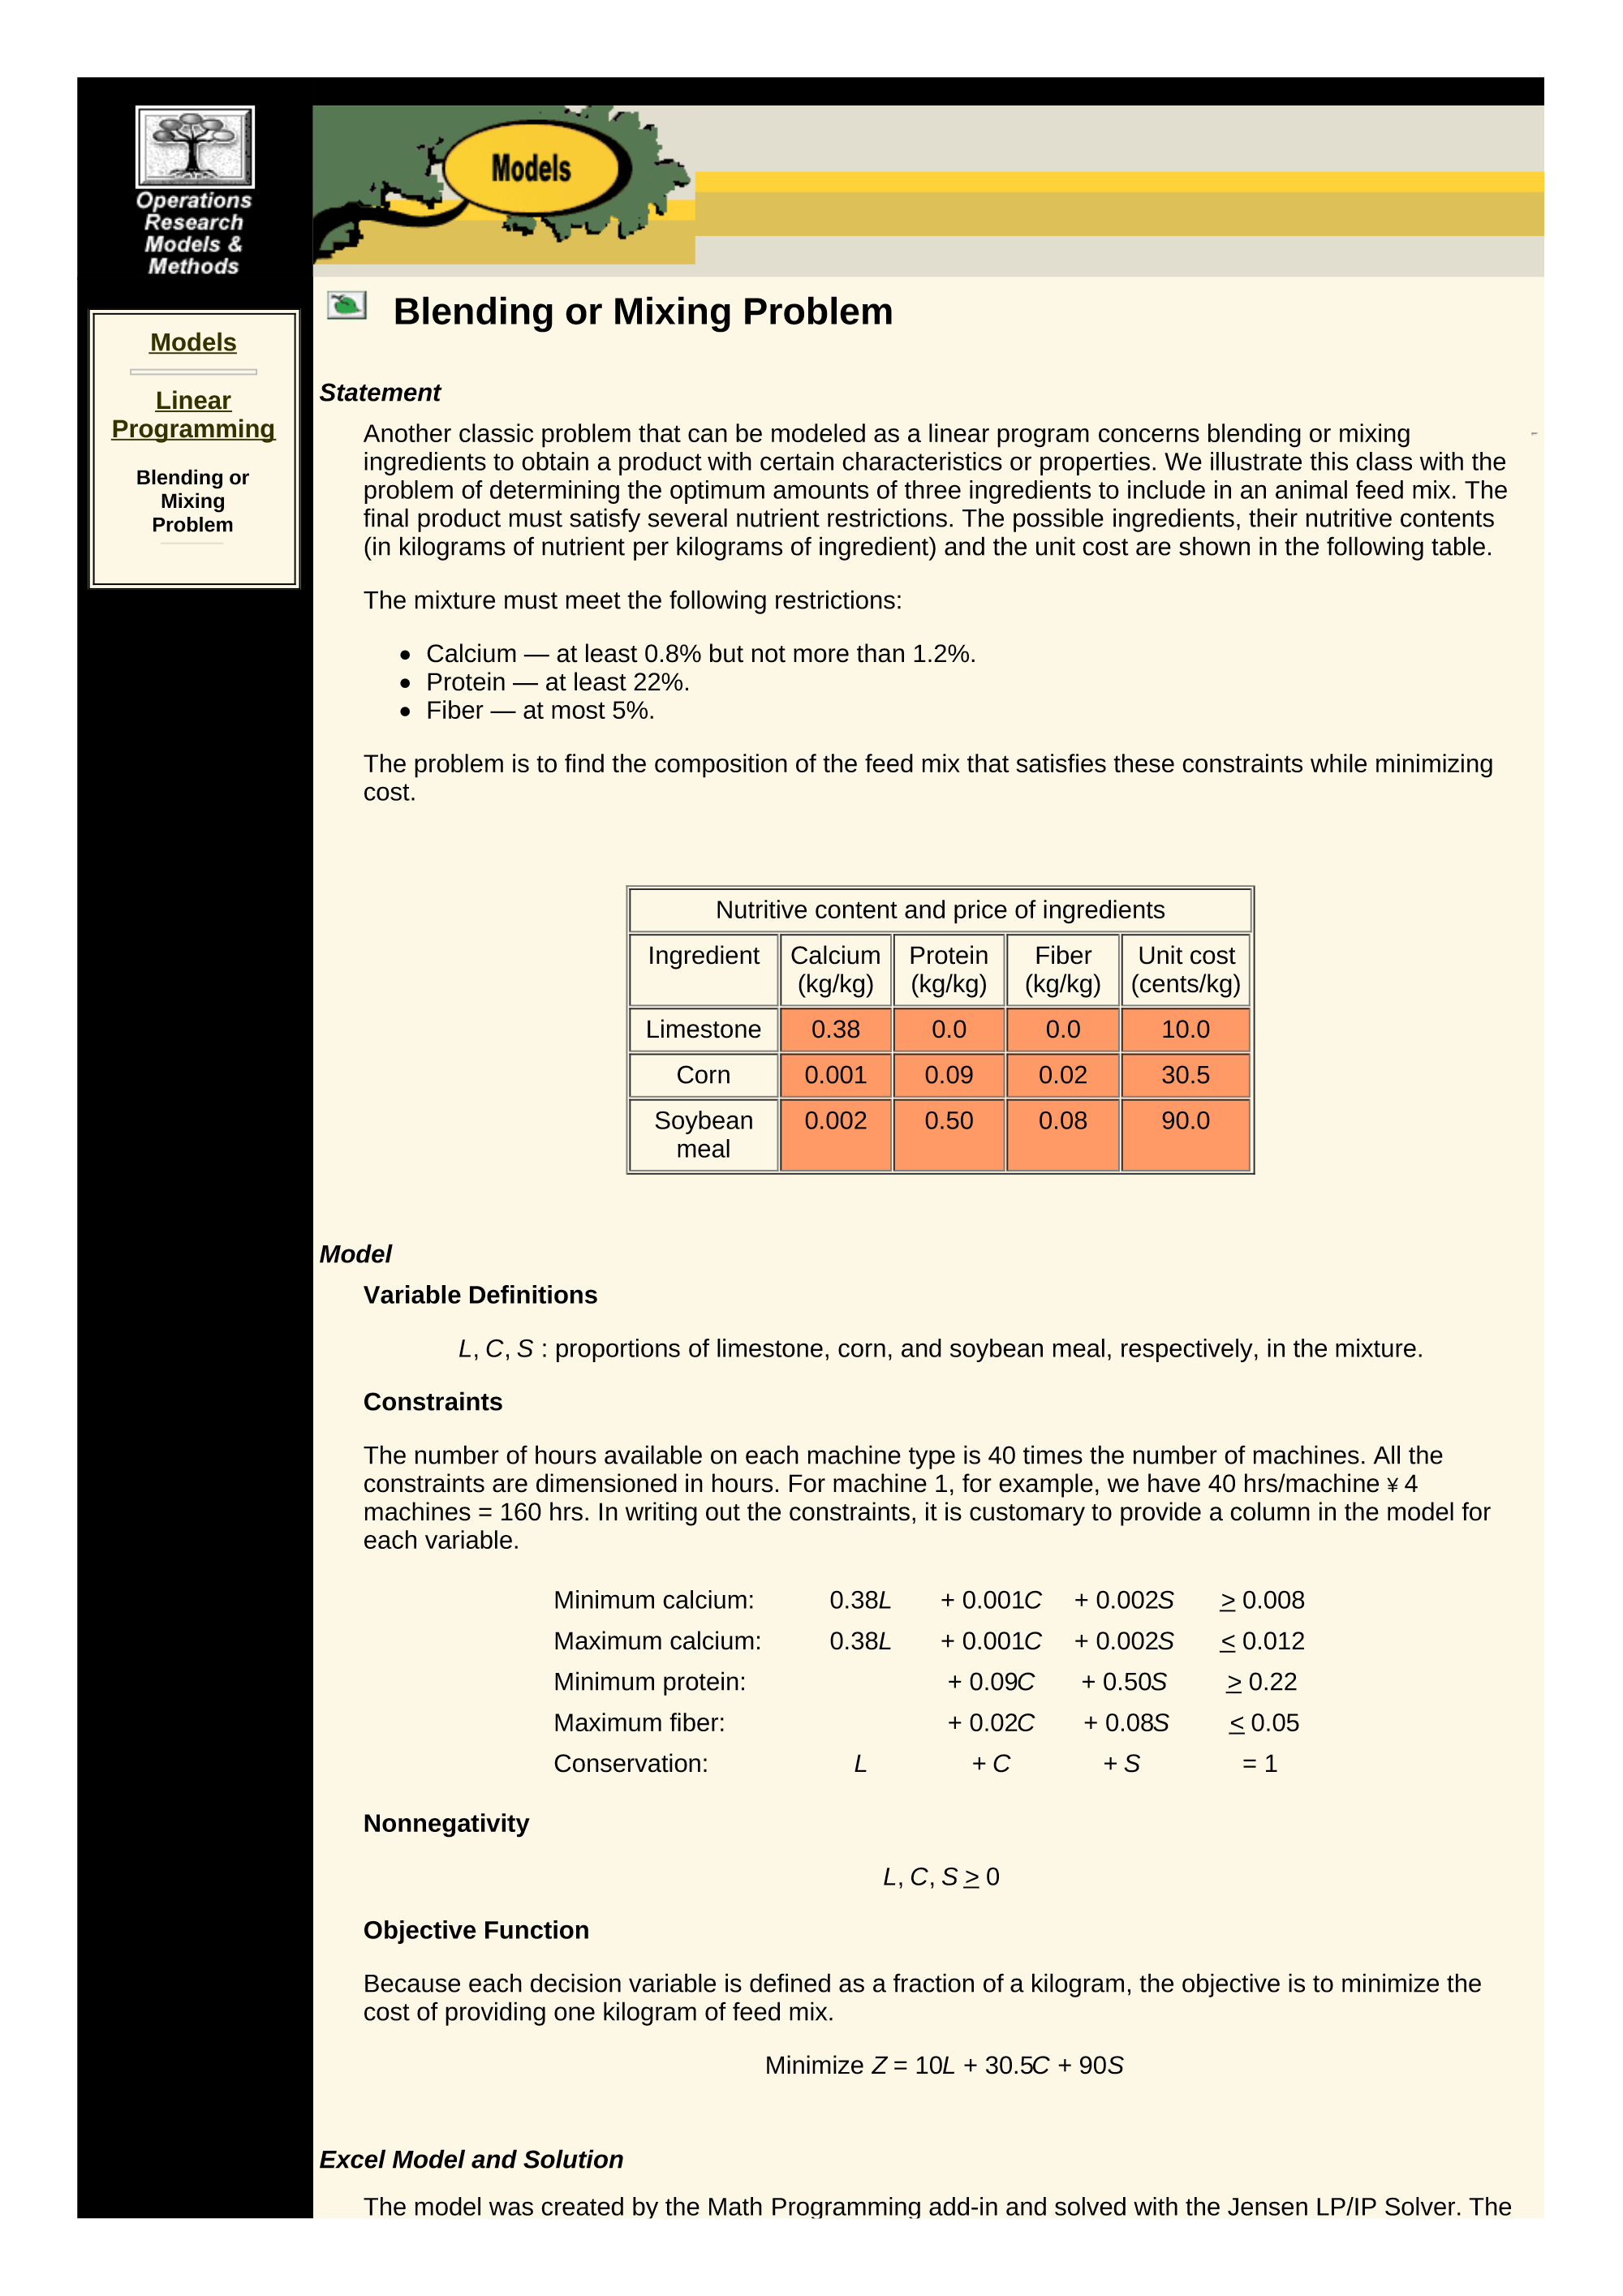 Operations
Research
Models &
Methods
Models
Models
Linear
Programming
Blending or
Mixing
Problem
Blending or Mixing Problem
Statement
Another classic problem that can be modeled as a linear program concerns blending or mixing
ingredients to obtain a product with certain characteristics or properties. We illustrate this class with the
problem of determining the optimum amounts of three ingredients to include in an animal feed mix. The
final product must satisfy several nutrient restrictions. The possible ingredients, their nutritive contents
(in kilograms of nutrient per kilograms of ingredient) and the unit cost are shown in the following table.
The mixture must meet the following restrictions:
• Calcium — at least 0.8% but not more than 1.2%.
• Protein — at least 22%.
• Fiber — at most 5%.
The problem is to find the composition of the feed mix that satisfies these constraints while minimizing
cost.
Nutritive content and price of ingredients
Ingredient Calcium Protein Fiber Unit cost
(kg/kg) (kg/kg) (kg/kg) (cents/kg)
Limestone 0.38 0.0 0.0 10.0
Corn 0.001 0.09 0.02 30.5
Soybean 0.002 0.50 0.08 90.0
meal
Model
Variable Definitions
L, C, S : proportions of limestone, corn, and soybean meal, respectively, in the mixture.
Constraints
The number of hours available on each machine type is 40 times the number of machines. All the
constraints are dimensioned in hours. For machine 1, for example, we have 40 hrs/machine ¥ 4
machines = 160 hrs. In writing out the constraints, it is customary to provide a column in the model for
each variable.
Minimum calcium: 0.38L + 0.001C + 0.002S ≥ 0.008
Maximum calcium: 0.38L + 0.001C + 0.002S ≤ 0.012
Minimum protein: + 0.09C + 0.50S ≥ 0.22
Maximum fiber: + 0.02C + 0.08S ≤ 0.05
Conservation: L + C + S = 1
Nonnegativity
L, C, S ≥ 0
Objective Function
Because each decision variable is defined as a fraction of a kilogram, the objective is to minimize the
cost of providing one kilogram of feed mix.
Minimize Z = 10L + 30.5C + 90S
Excel Model and Solution
The model was created by the Math Programming add-in and solved with the Jensen LP/IP Solver. The